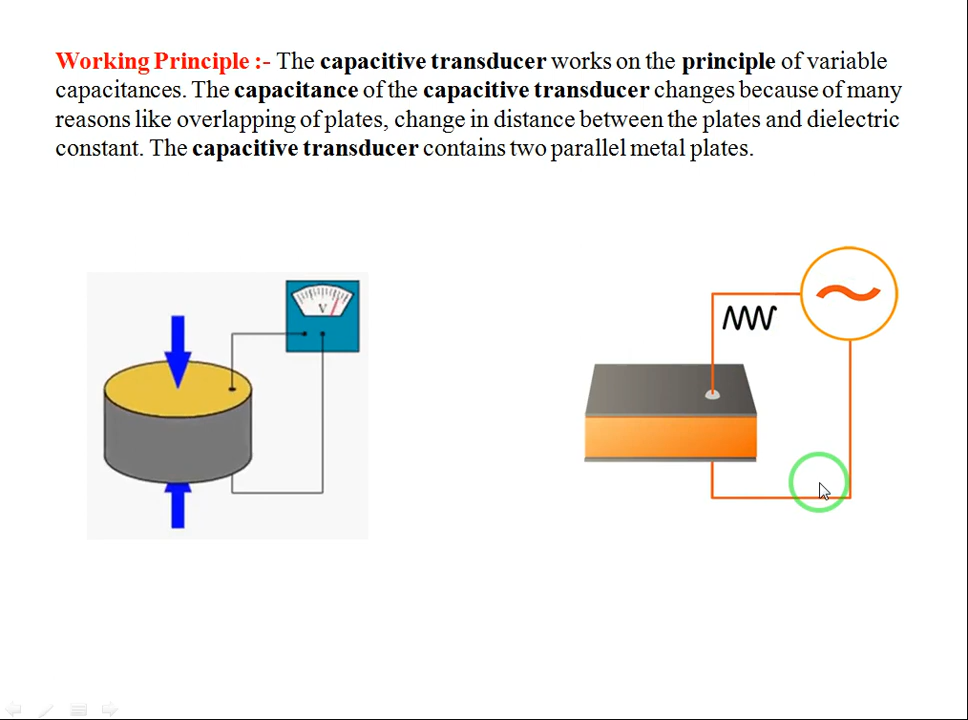 Working Principle :- The capacitive transducer works on the principle of variable
capacitances. The capacitance of the capacitive transducer changes because of many
reasons like overlapping of plates, change in distance between the plates and dielectric
constant. The capacitive transducer contains two parallel metal plates.
V